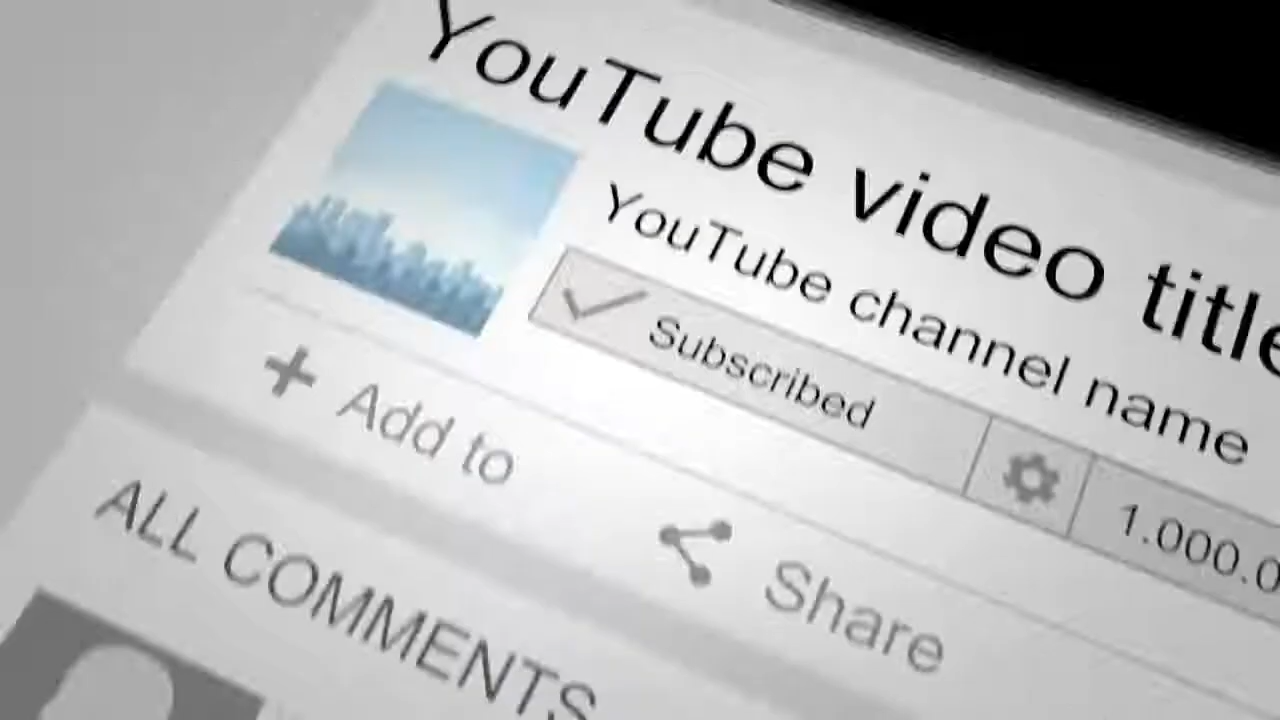 YouTube video title
YouTube channel name
Subscribed
1.000.0
Add to
Share
ALL COMMENTS